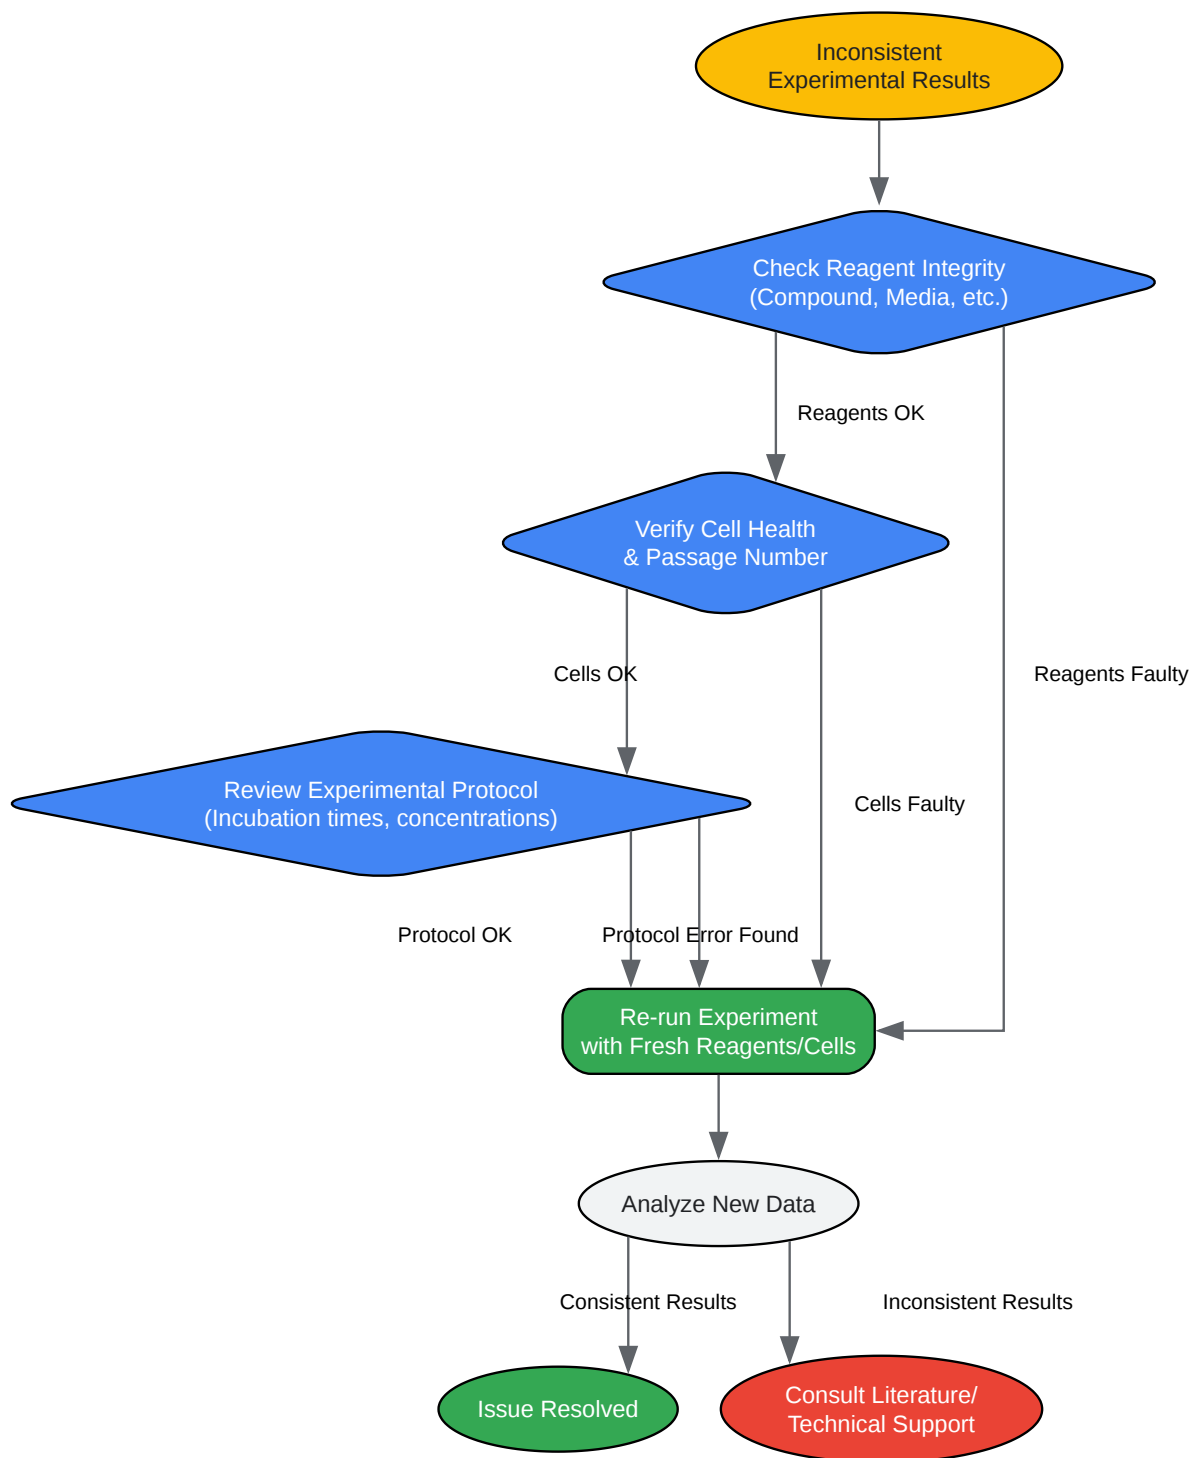 Inconsistent
Experimental Results
Check Reagent Integrity
(Compound, Media, etc.)
Reagents OK
Verify Cell Health
& Passage Number
Cells OK
Reagents Faulty
Review Experimental Protocol
(Incubation times, concentrations)
Cells Faulty
Protocol OK
Protocol Error Found
Re-run Experiment
with Fresh Reagents/Cells
Analyze New Data
Consistent Results
Inconsistent Results
Issue Resolved
Consult Literature/
Technical Support